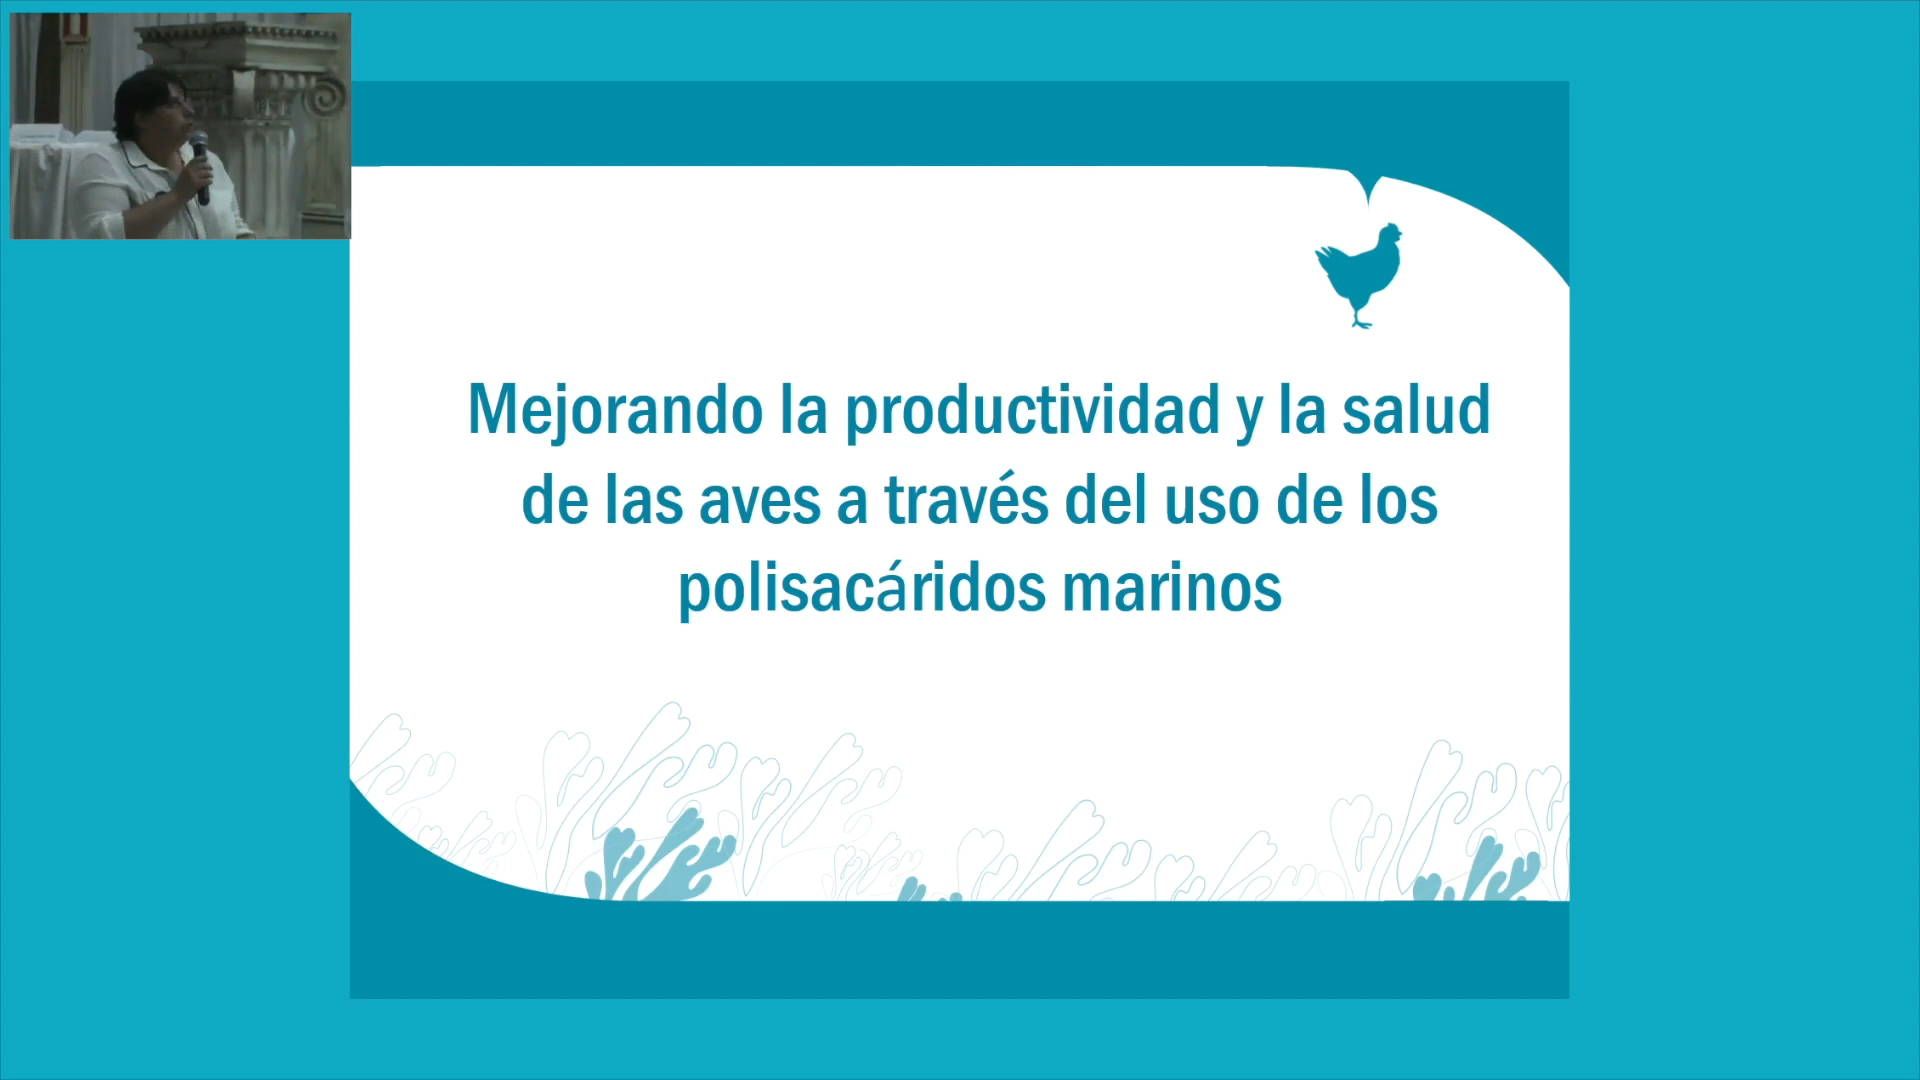 Mejorando la productividad y la salud
de las aves a través del uso de los
polisacáridos marinos